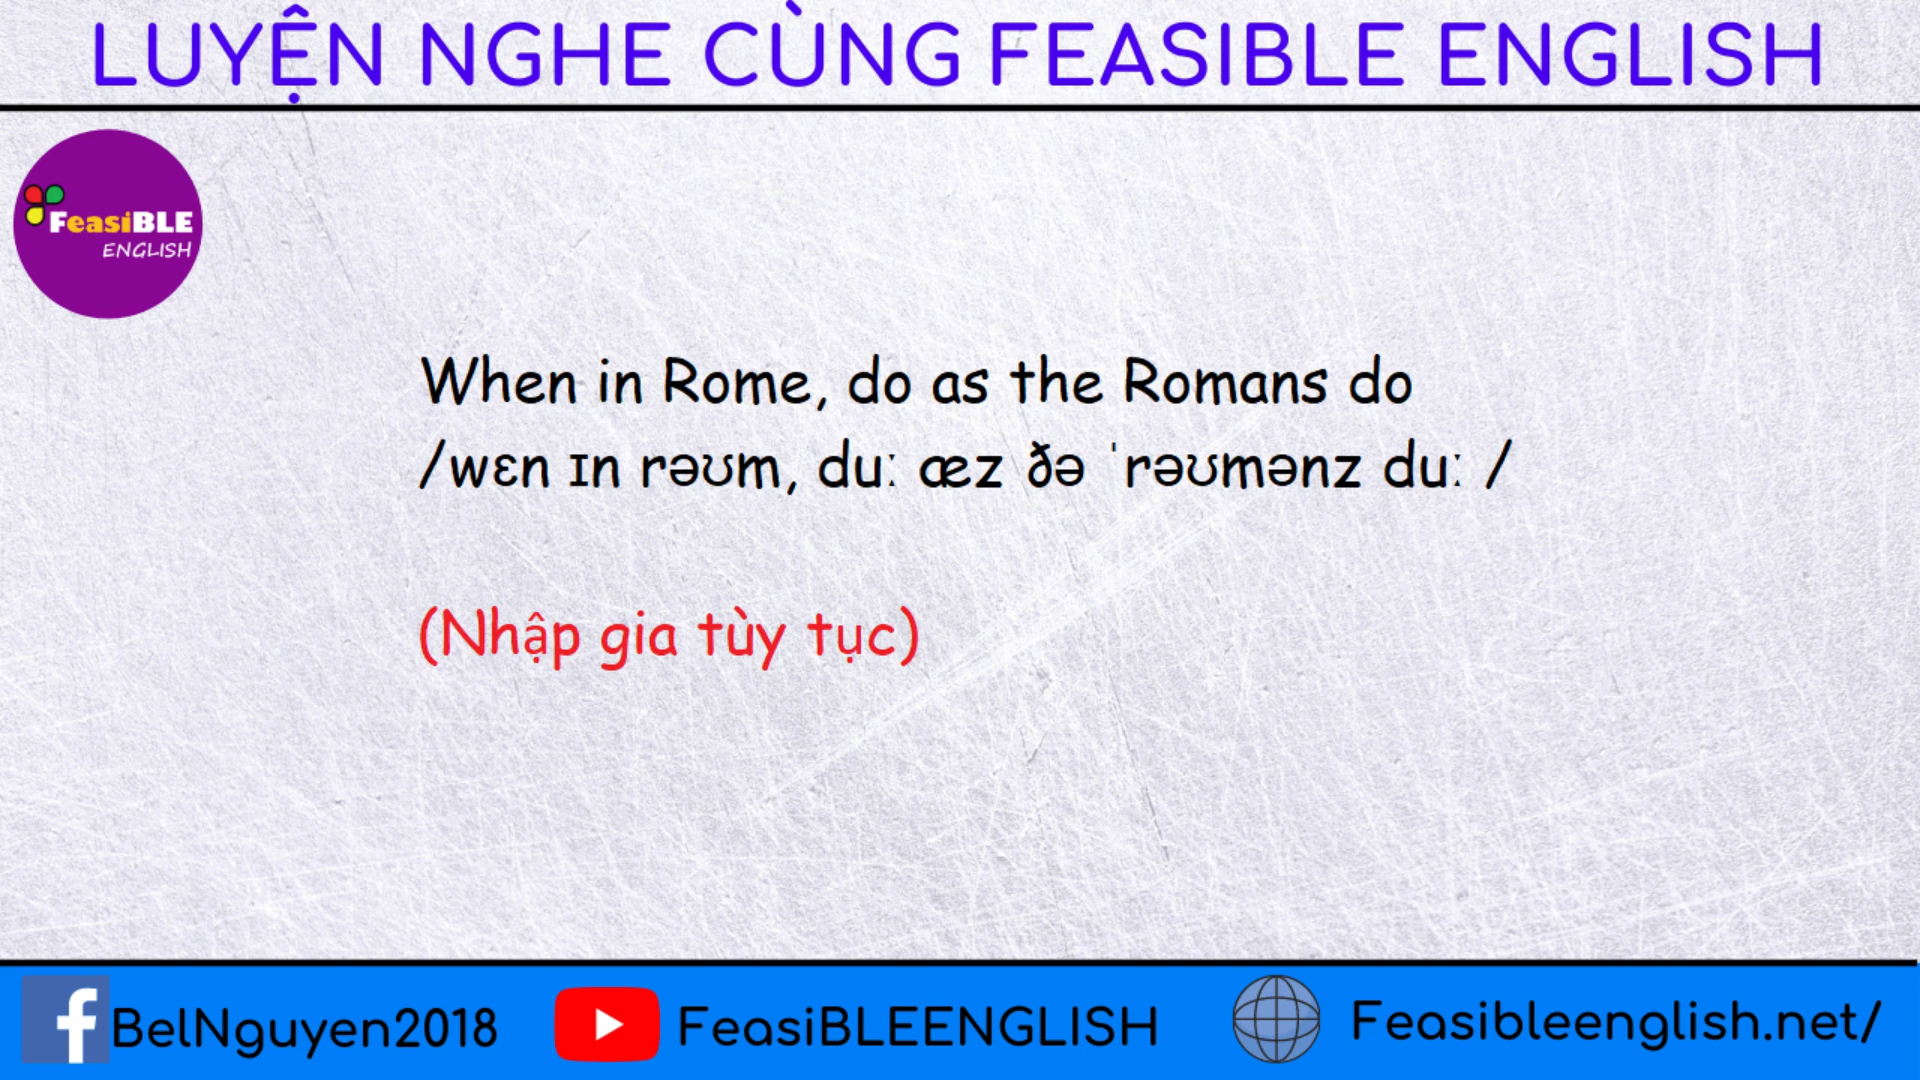 LUYỆN NGHE CÙNG FEASIBLE ENGLISH
FeasiBLE
ENGLISH
When in Rome, do as the Romans do
/wɛn ɪn rəʊm, duː æz ðə ˈrəʊmənz duː /
(Nhập gia tùy tục)
BelNguyen2018
FeasiBLEENGLISH
Feasibleenglish.net/